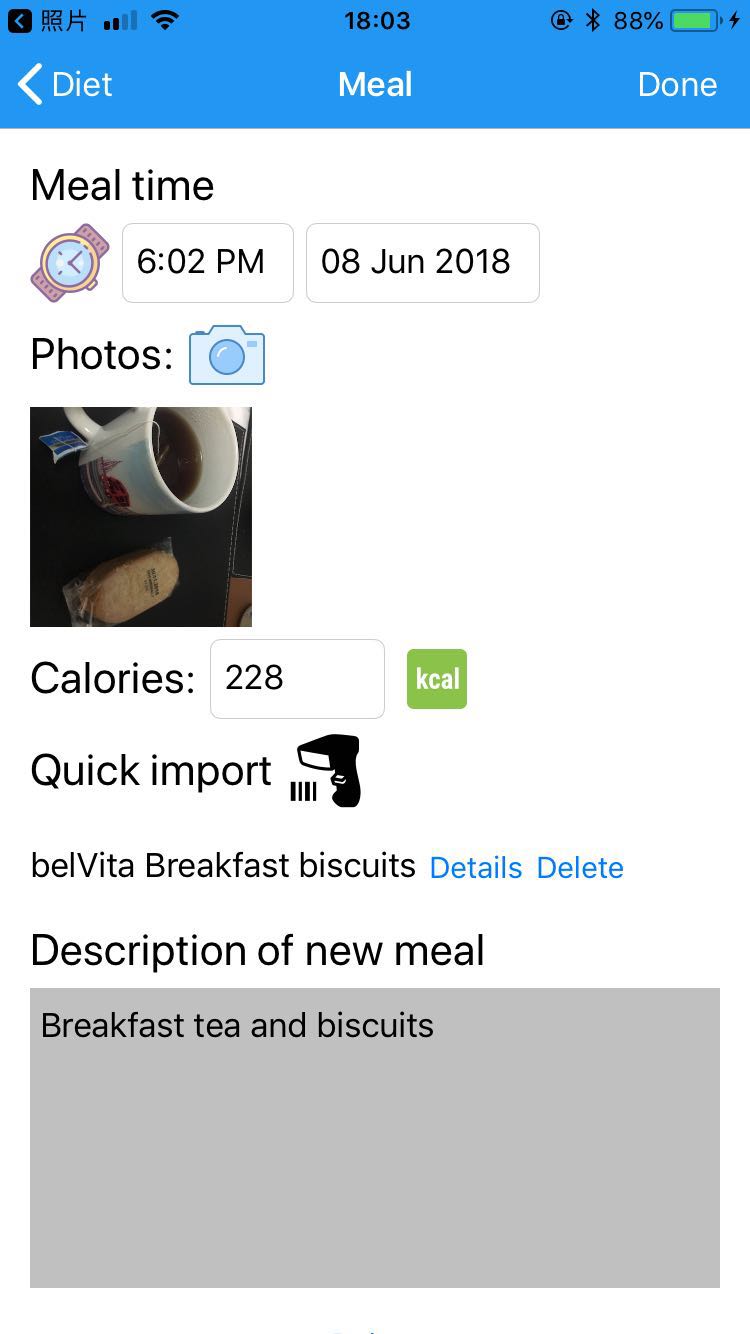 照片 18:03 88%
Diet Meal Done
Meal time
6:02 PM 08 Jun 2018
Photos:
Calories: 228 kcal
Quick import
belVita Breakfast biscuits Details Delete
Description of new meal
Breakfast tea and biscuits